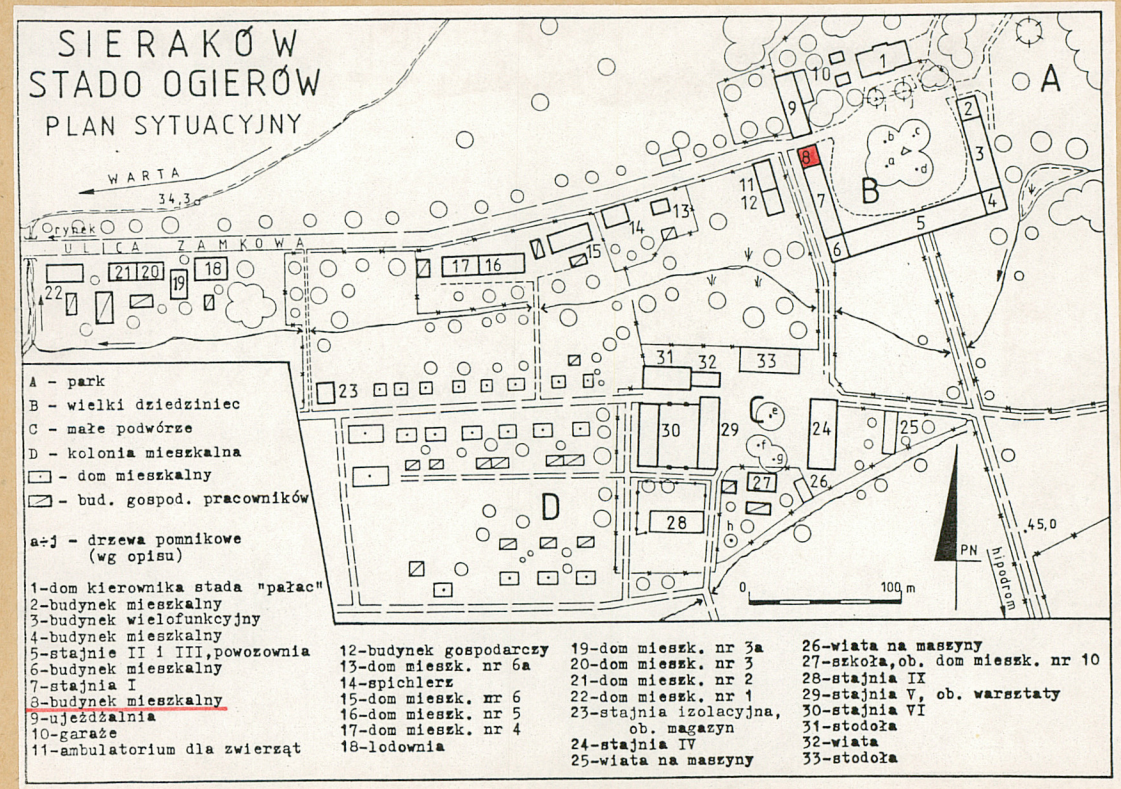 SIERAKÓW
STADO OGIERÓW
PLAN SYTUACYJNY
WARTA
34,3
rynek
ULICA ZAMKOWA
22
21
20
19
18
17
16
15
14
13
11
12
10
1
9
8
7
6
5
4
3
2
A
B
a
b
c
d
i
j
23
31
32
33
30
29
C
e
f
g
24
25
26
27
28
h
D
45,0
PN
hipodrom
0
100 m
A - park
B - wielki dziedziniec
C - małe podwórze
D - kolonia mieszkalna
- dom mieszkalny
- bud. gospod. pracowników
a÷j - drzewa pomnikowe
(wg opisu)
1-dom kierownika stada "pałac"
2-budynek mieszkalny
3-budynek wielofunkcyjny
4-budynek mieszkalny
5-stajnie II i III,powozownia
6-budynek mieszkalny
7-stajnia I
8-budynek mieszkalny
9-ujeżdżalnia
10-garaże
11-ambulatorium dla zwierząt
12-budynek gospodarczy
13-dom mieszk. nr 6a
14-spichlerz
15-dom mieszk. nr 6
16-dom mieszk. nr 5
17-dom mieszk. nr 4
18-lodownia
19-dom mieszk. nr 3a
20-dom mieszk. nr 3
21-dom mieszk. nr 2
22-dom mieszk. nr 1
23-stajnia izolacyjna,
ob. magazyn
24-stajnia IV
25-wiata na maszyny
26-wiata na maszyny
27-szkoła,ob. dom mieszk. nr 10
28-stajnia IX
29-stajnia V, ob. warsztaty
30-stajnia VI
31-stodoła
32-wiata
33-stodoła